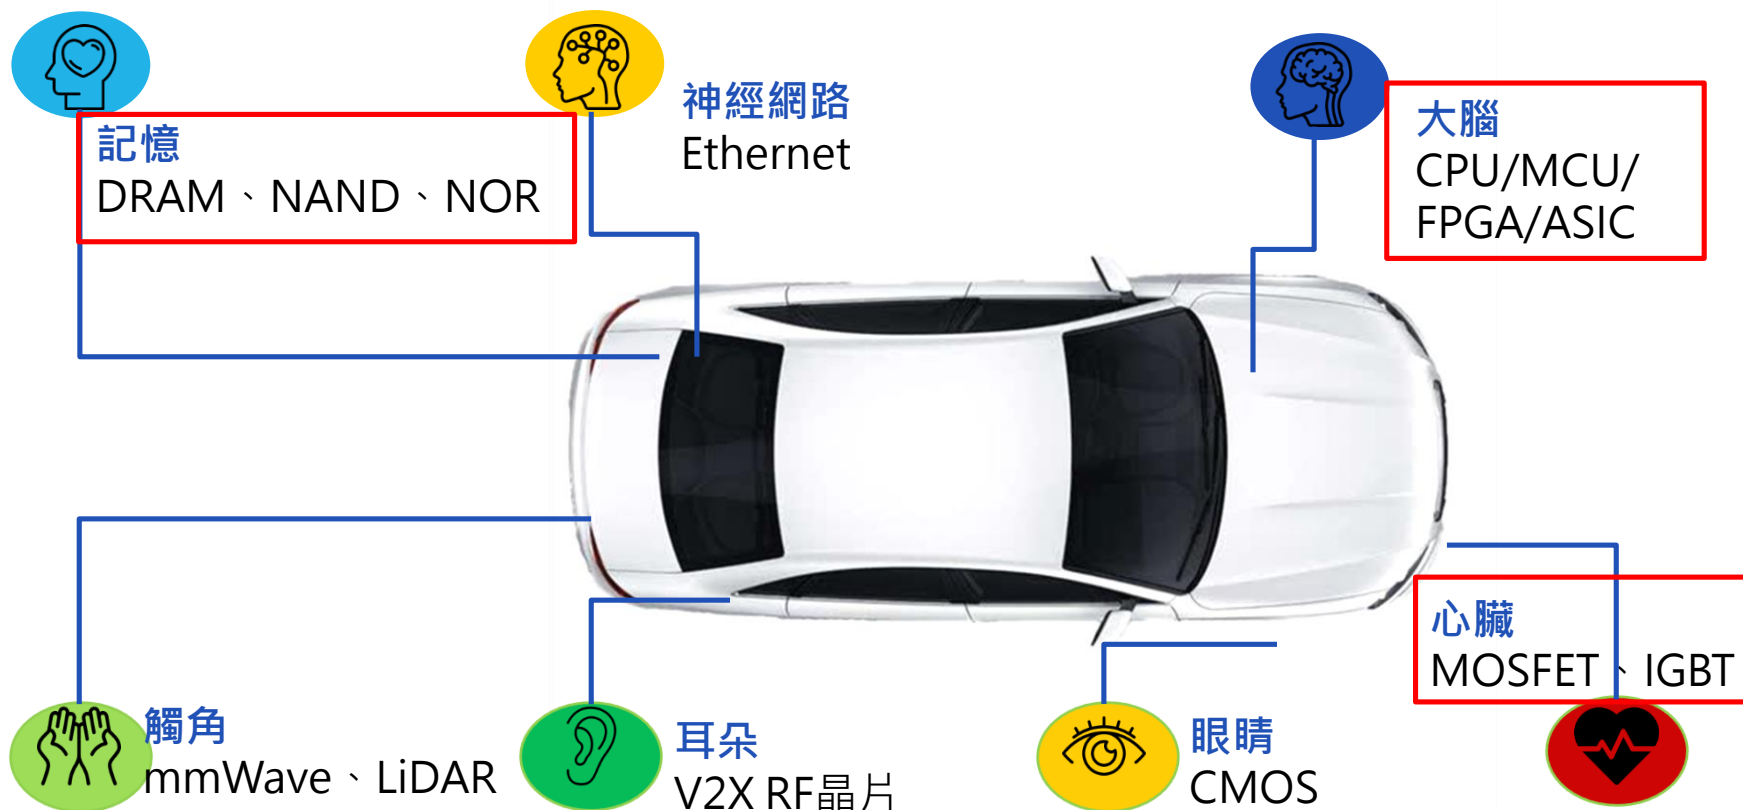 記憶
DRAM、NAND、NOR
神經網路
Ethernet
大腦
CPU/MCU/
FPGA/ASIC
心臟
MOSFET、IGBT
觸角
mmWave、LiDAR
耳朵
V2X RF晶片
眼睛
CMOS